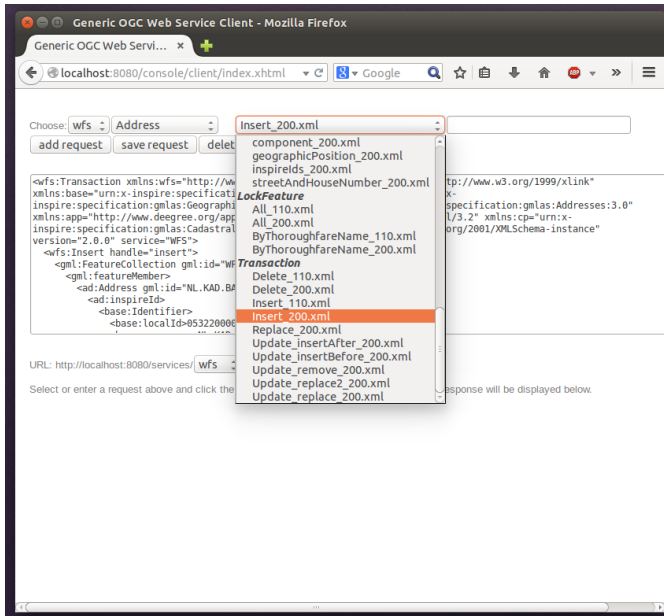 Generic OGC Web Service Client - Mozilla Firefox
Generic OGC Web Servi... ×
localhost:8080/console/client/index.xhtml
Google
ABP
»
Choose: wfs Address Insert_200.xml
add request save request delet
component_200.xml
geographicPosition_200.xml
inspireIds_200.xml
streetAndHouseNumber_200.xml
LockFeature
All_110.xml
All_200.xml
ByThoroughfareName_110.xml
ByThoroughfareName_200.xml
Transaction
Delete_110.xml
Delete_200.xml
Insert_110.xml
Insert_200.xml
Replace_200.xml
Update_insertAfter_200.xml
Update_insertBefore_200.xml
Update_remove_200.xml
Update_replace2_200.xml
Update_replace_200.xml
<wfs:Transaction xmlns:wfs="http://ww tp://www.w3.org/1999/xlink"
xmlns:base="urn:x-inspire:specificati x-
inspire:specification:gmlas:Geographi specification:gmlas:Addresses:3.0"
xmlns:app="http://www.deegree.org/app l/3.2" xmlns:cp="urn:x-
inspire:specification:gmlas:Cadastral org/2001/XMLSchema-instance"
version="2.0.0" service="WFS">
<wfs:Insert handle="insert">
<gml:FeatureCollection gml:id="WF
<gml:featureMember>
<ad:Address gml:id="NL.KAD.BA
<ad:inspireId>
<base:Identifier>
<base:localId>053220000
URL: http://localhost:8080/services/ wfs
Select or enter a request above and click the esponse will be displayed below.